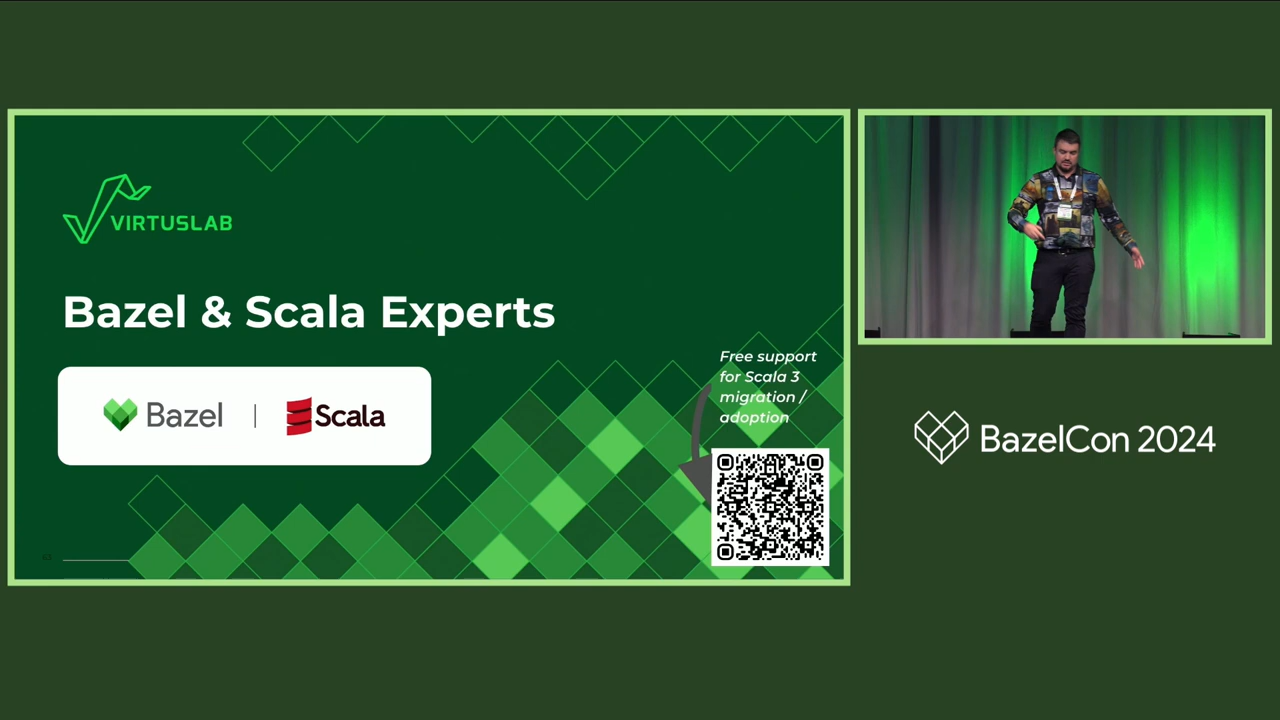 VIRTUSLAB
Bazel & Scala Experts
Bazel | Scala
Free support
for Scala 3
migration /
adoption
BazelCon 2024